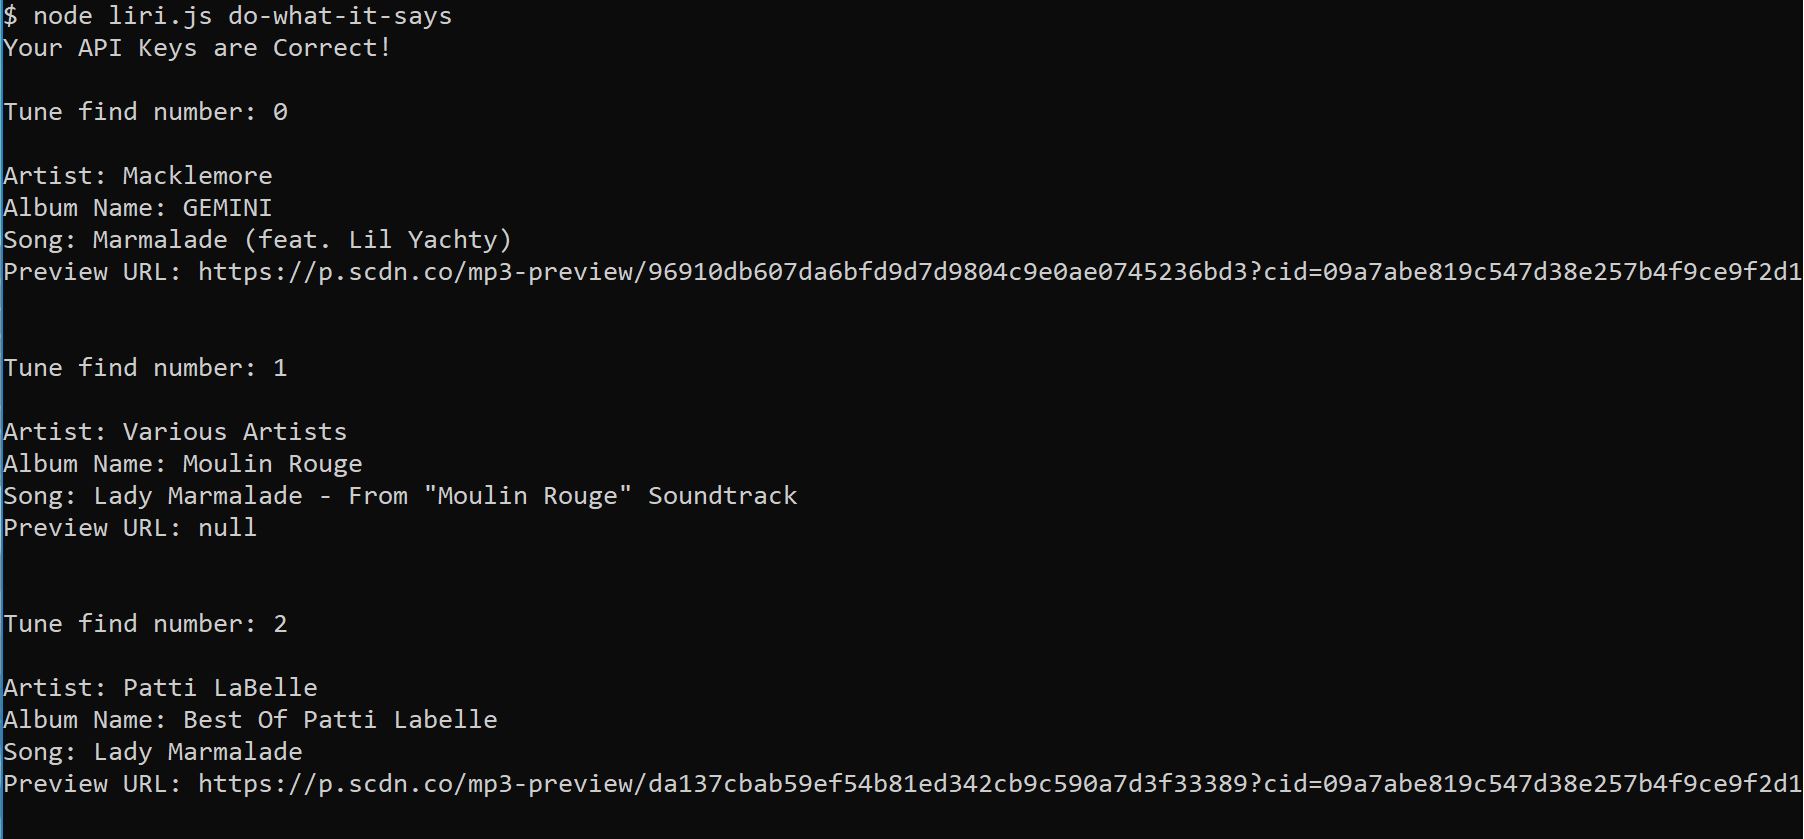 $ node liri.js do-what-it-says
Your API Keys are Correct!
Tune find number: 0
Artist: Macklemore
Album Name: GEMINI
Song: Marmalade (feat. Lil Yachty)
Preview URL: https://p.scdn.co/mp3-preview/96910db607da6bfd9d7d9804c9e0ae0745236bd3?cid=09a7abe819c547d38e257b4f9ce9f2d1
Tune find number: 1
Artist: Various Artists
Album Name: Moulin Rouge
Song: Lady Marmalade - From "Moulin Rouge" Soundtrack
Preview URL: null
Tune find number: 2
Artist: Patti LaBelle
Album Name: Best Of Patti Labelle
Song: Lady Marmalade
Preview URL: https://p.scdn.co/mp3-preview/da137cbab59ef54b81ed342cb9c590a7d3f33389?cid=09a7abe819c547d38e257b4f9ce9f2d1